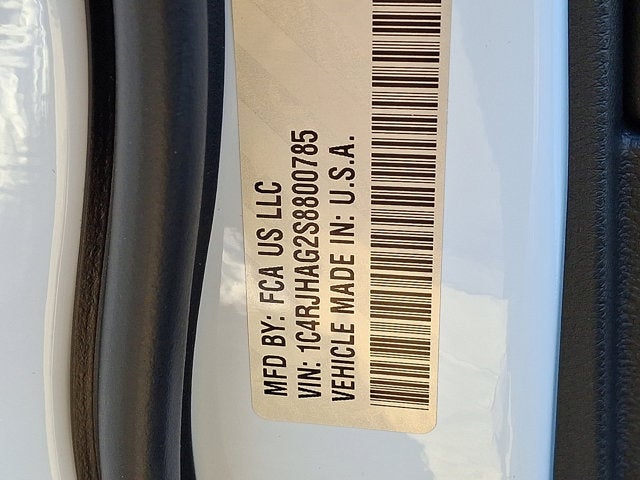 MFD BY: FCA US LLC
VIN: 1C4RJHAG2S8800785
VEHICLE MADE IN: U.S.A.